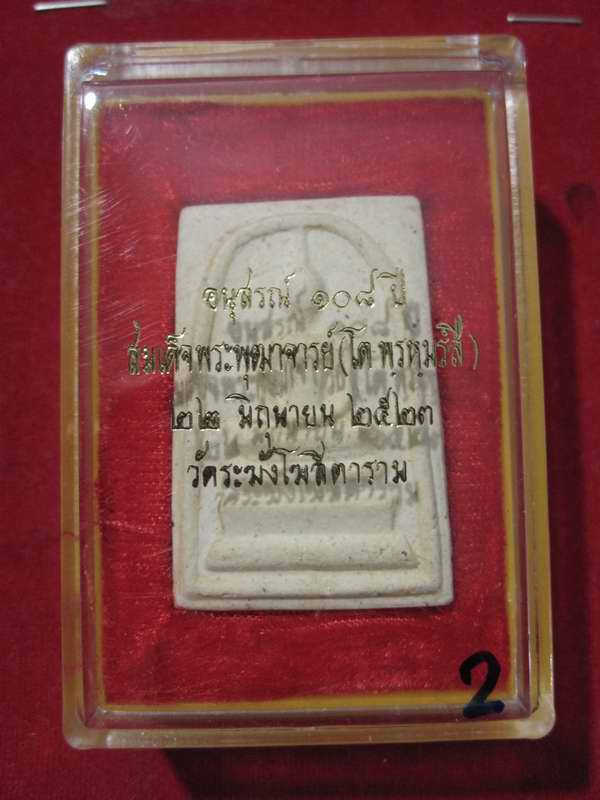 อนุสรณ์ ๑๐๘ ปี
สมเด็จพระพุฒาจารย์(โต พรหฺมรํสี)
๒๒ มิถุนายน ๒๕๒๓
วัดระฆังโฆสิตาราม
2